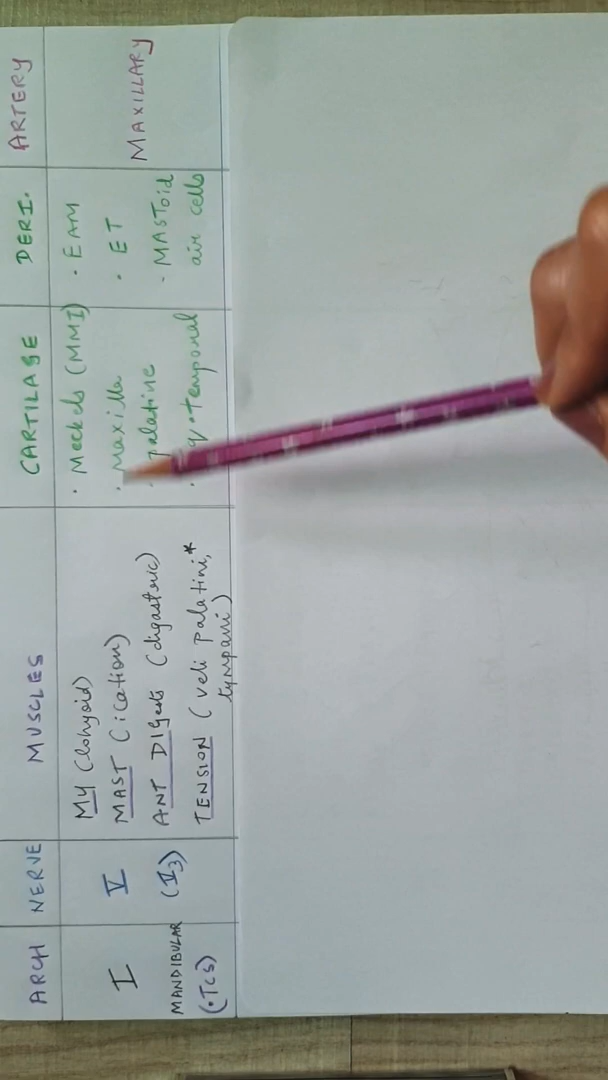 ARCH NERVE MUSCLES CARTILAGE DERI. ARTERY
I
MANDIBULAR
(·TCS)
V
(V3)
MY (lohyoid)
MAST (ication)
ANT DIgests (digastric)
TENSION (veli palatini,*
tympani)
· Meckels (MMI)
· Maxilla
palatine
temporal
· EAM
· ET
· MAStoid
air cells
MAXILLARY